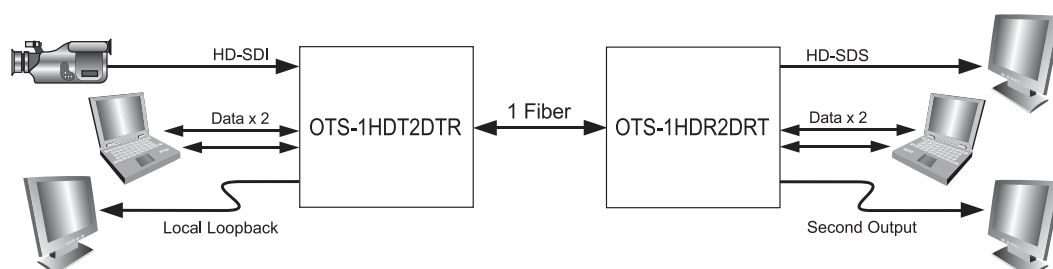 HD-SDI
HD-SDS
Data x 2
OTS-1HDT2DTR
1 Fiber
OTS-1HDR2DRT
Data x 2
Local Loopback
Second Output